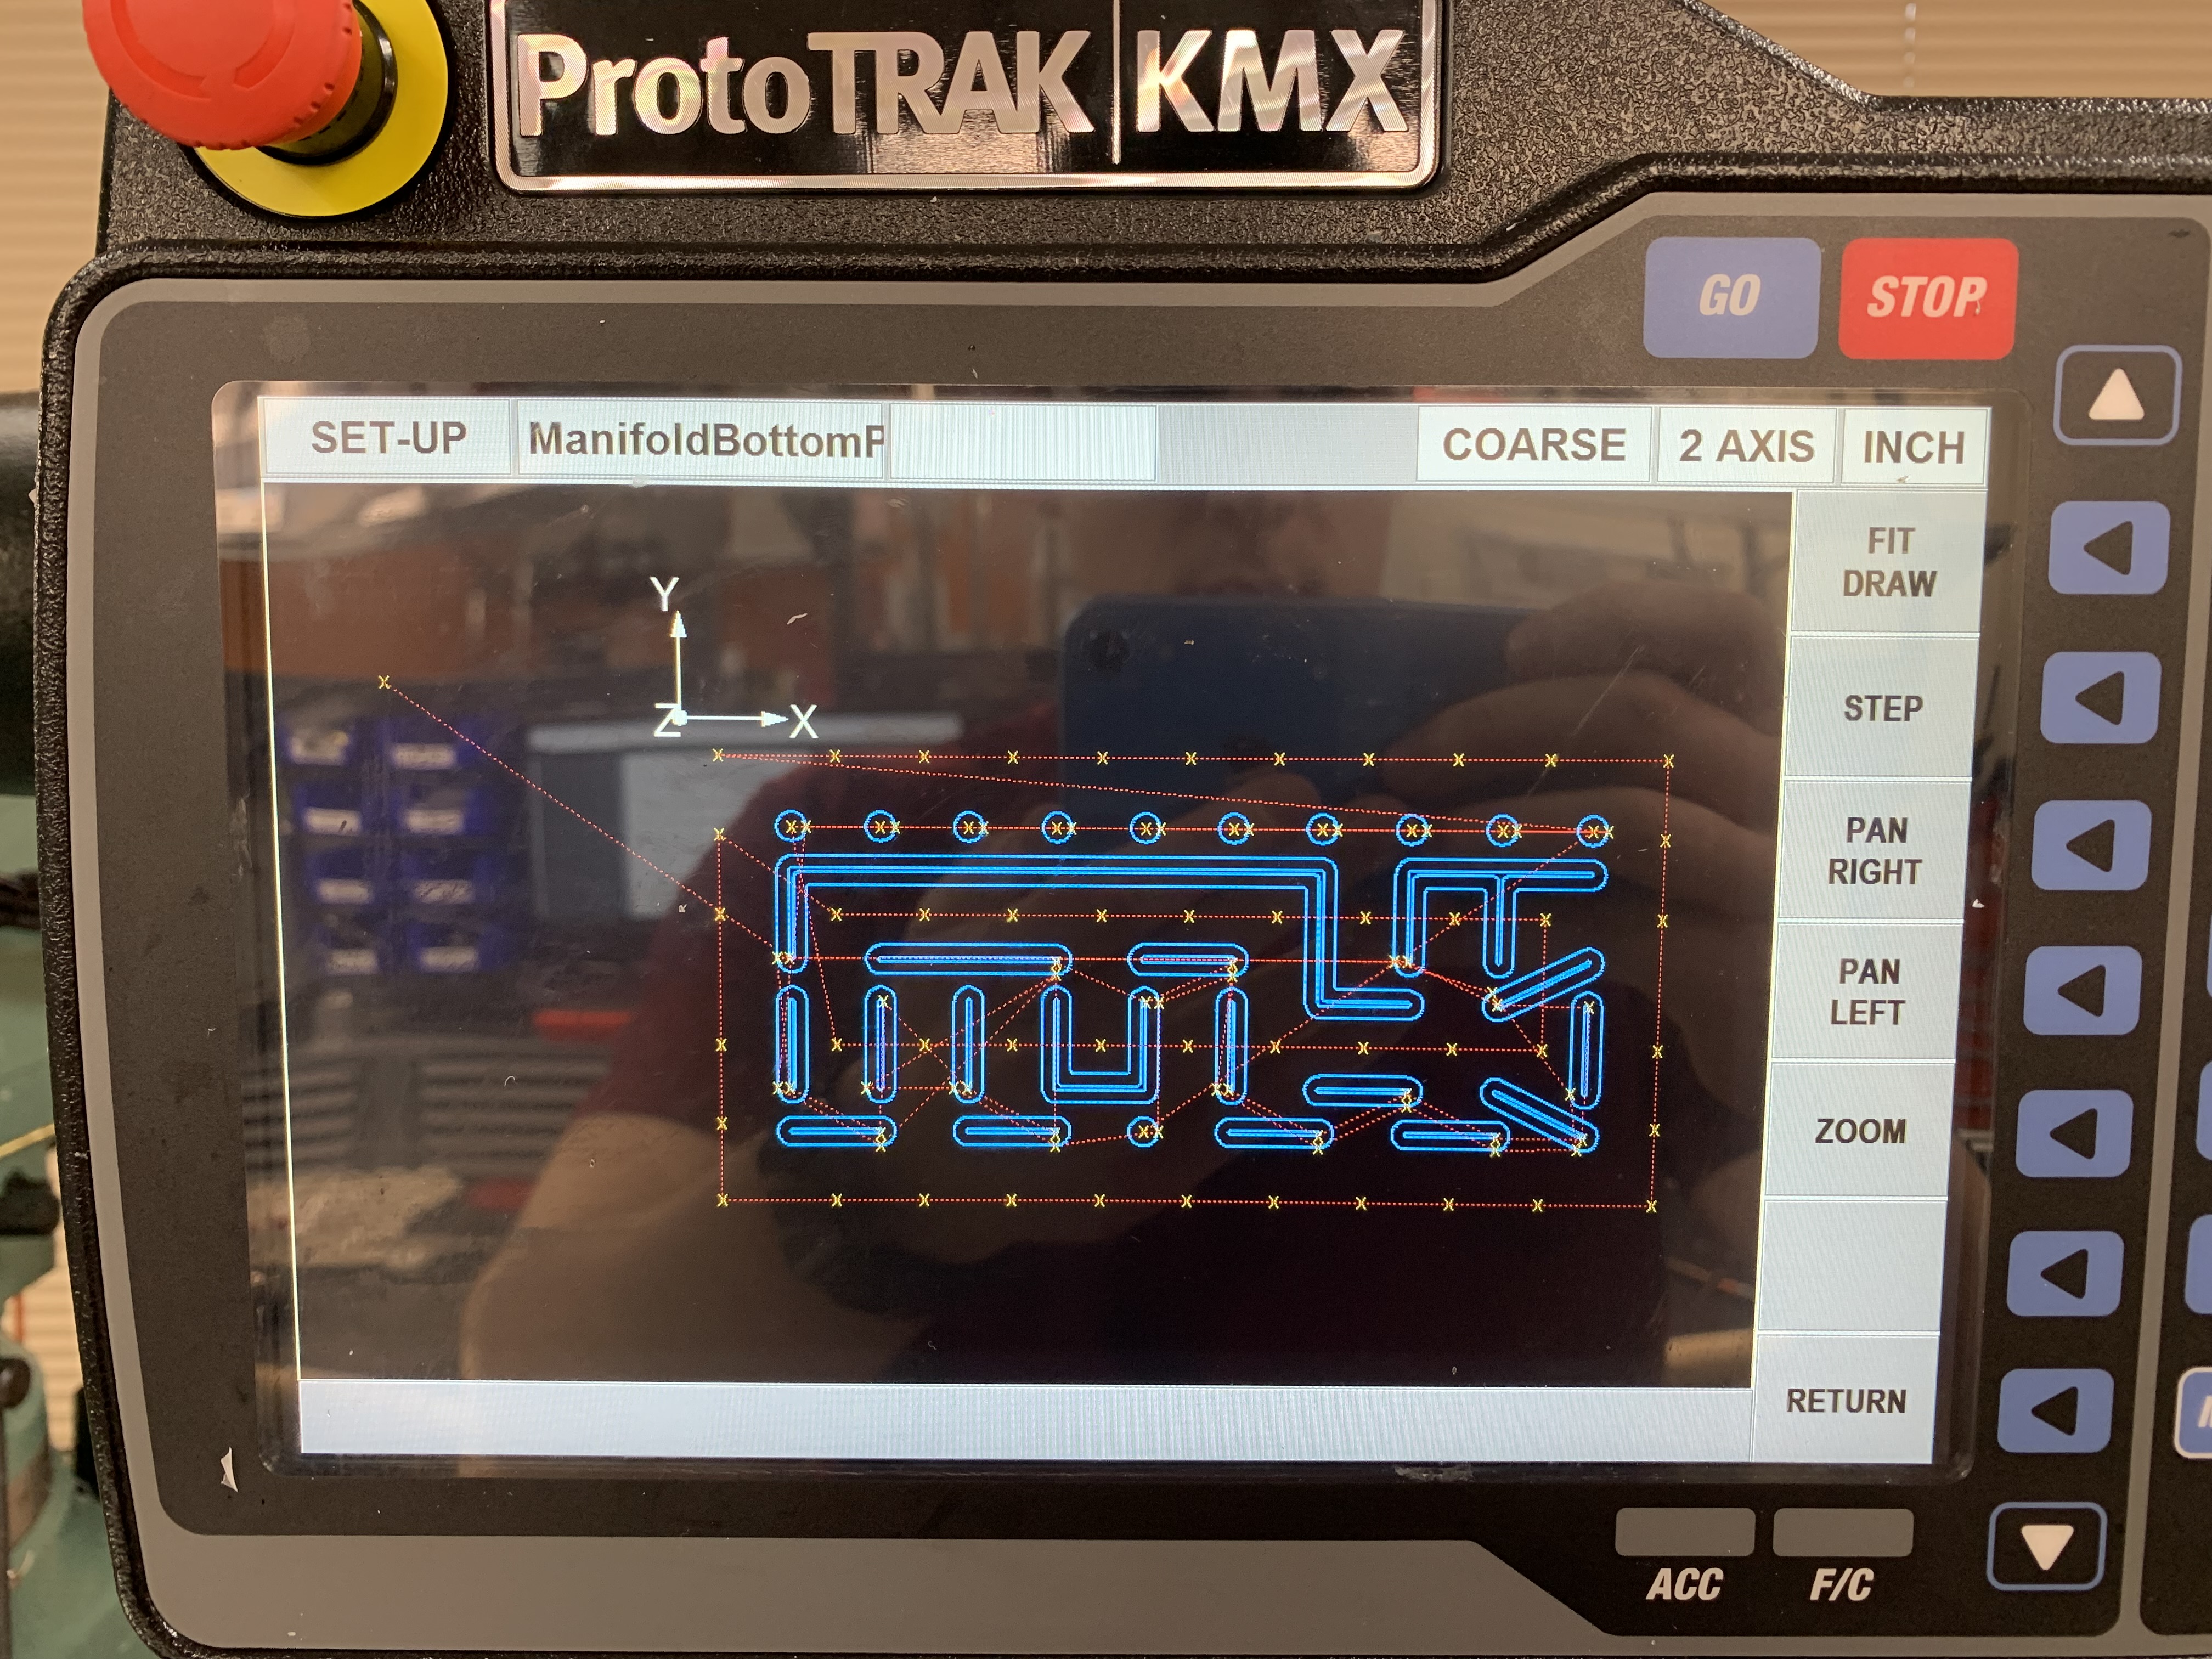 ProtoTRAK KMX
GO STOP
SET-UP ManifoldBottomP COARSE 2 AXIS INCH
FIT
DRAW
Y
STEP
Z X
PAN
RIGHT
PAN
LEFT
ZOOM
RETURN
ACC F/C